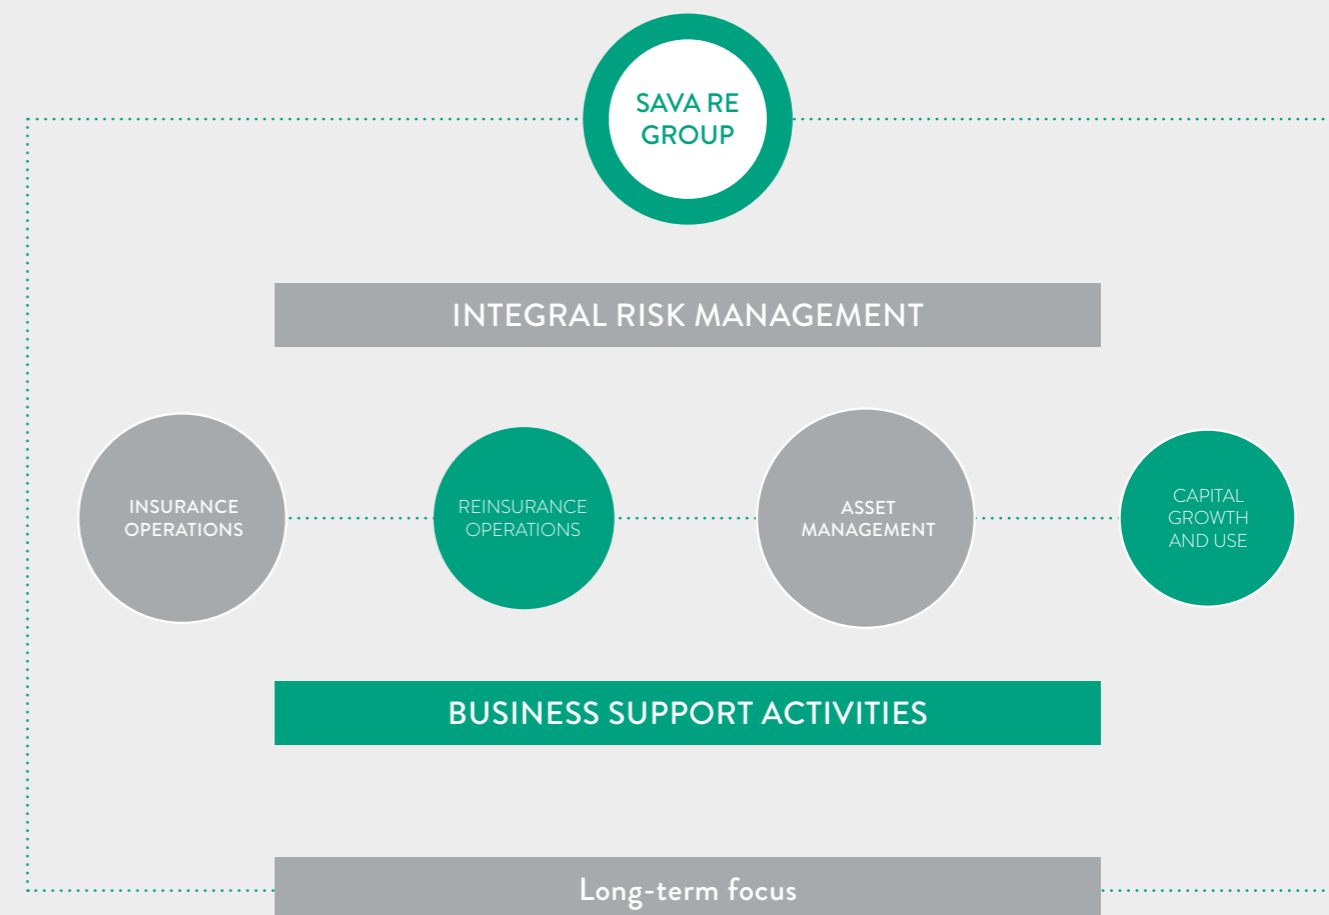 SAVA RE
GROUP
INTEGRAL RISK MANAGEMENT
INSURANCE
OPERATIONS
REINSURANCE
OPERATIONS
ASSET
MANAGEMENT
CAPITAL
GROWTH
AND USE
BUSINESS SUPPORT ACTIVITIES
Long-term focus